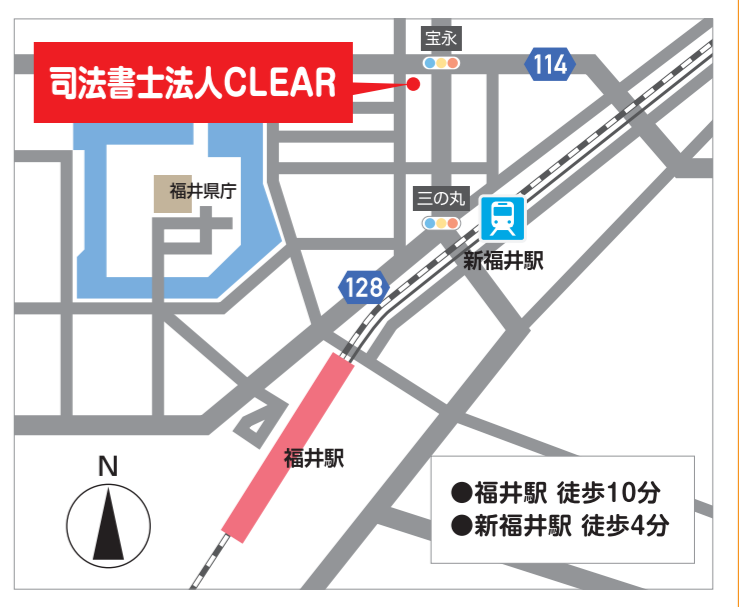 宝永
114
司法書士法人CLEAR
福井県庁
三の丸
新福井駅
128
福井駅
N
●福井駅 徒歩10分
●新福井駅 徒歩4分